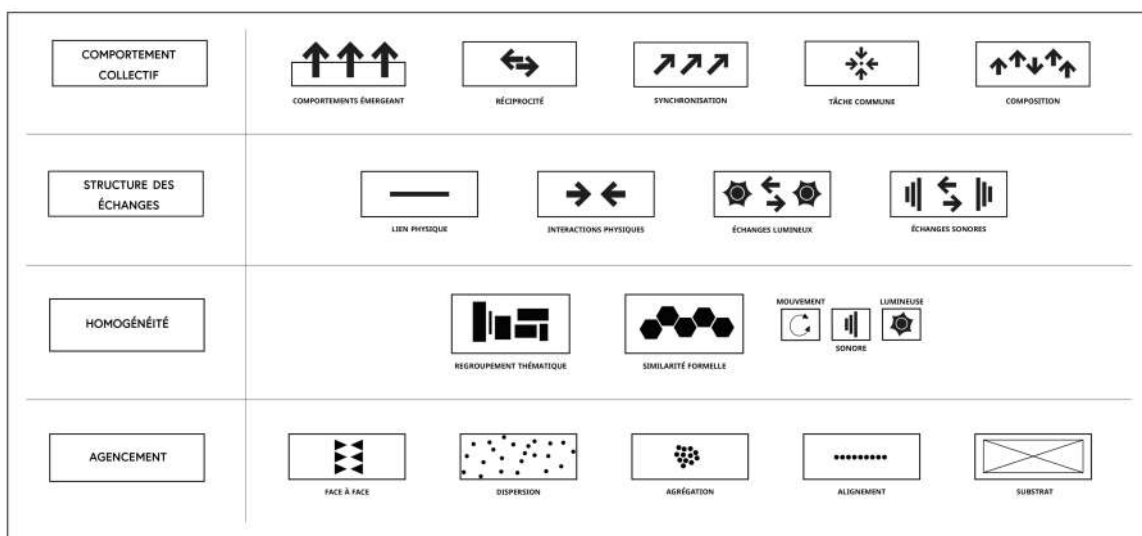 COMPORTEMENT
COLLECTIF
COMPORTEMENTS ÉMERGEANT
RÉCIPROCITÉ
SYNCHRONISATION
TÂCHE COMMUNE
COMPOSITION
STRUCTURE DES
ÉCHANGES
LIEN PHYSIQUE
INTERACTIONS PHYSIQUES
ÉCHANGES LUMINEUX
ÉCHANGES SONORES
HOMOGÉNÉITÉ
REGROUPEMENT THÉMATIQUE
SIMILARITÉ FORMELLE
MOUVEMENT
LUMINEUSE
SONORE
AGENCEMENT
FACE À FACE
DISPERSION
AGRÉGATION
ALIGNEMENT
SUBSTRAT